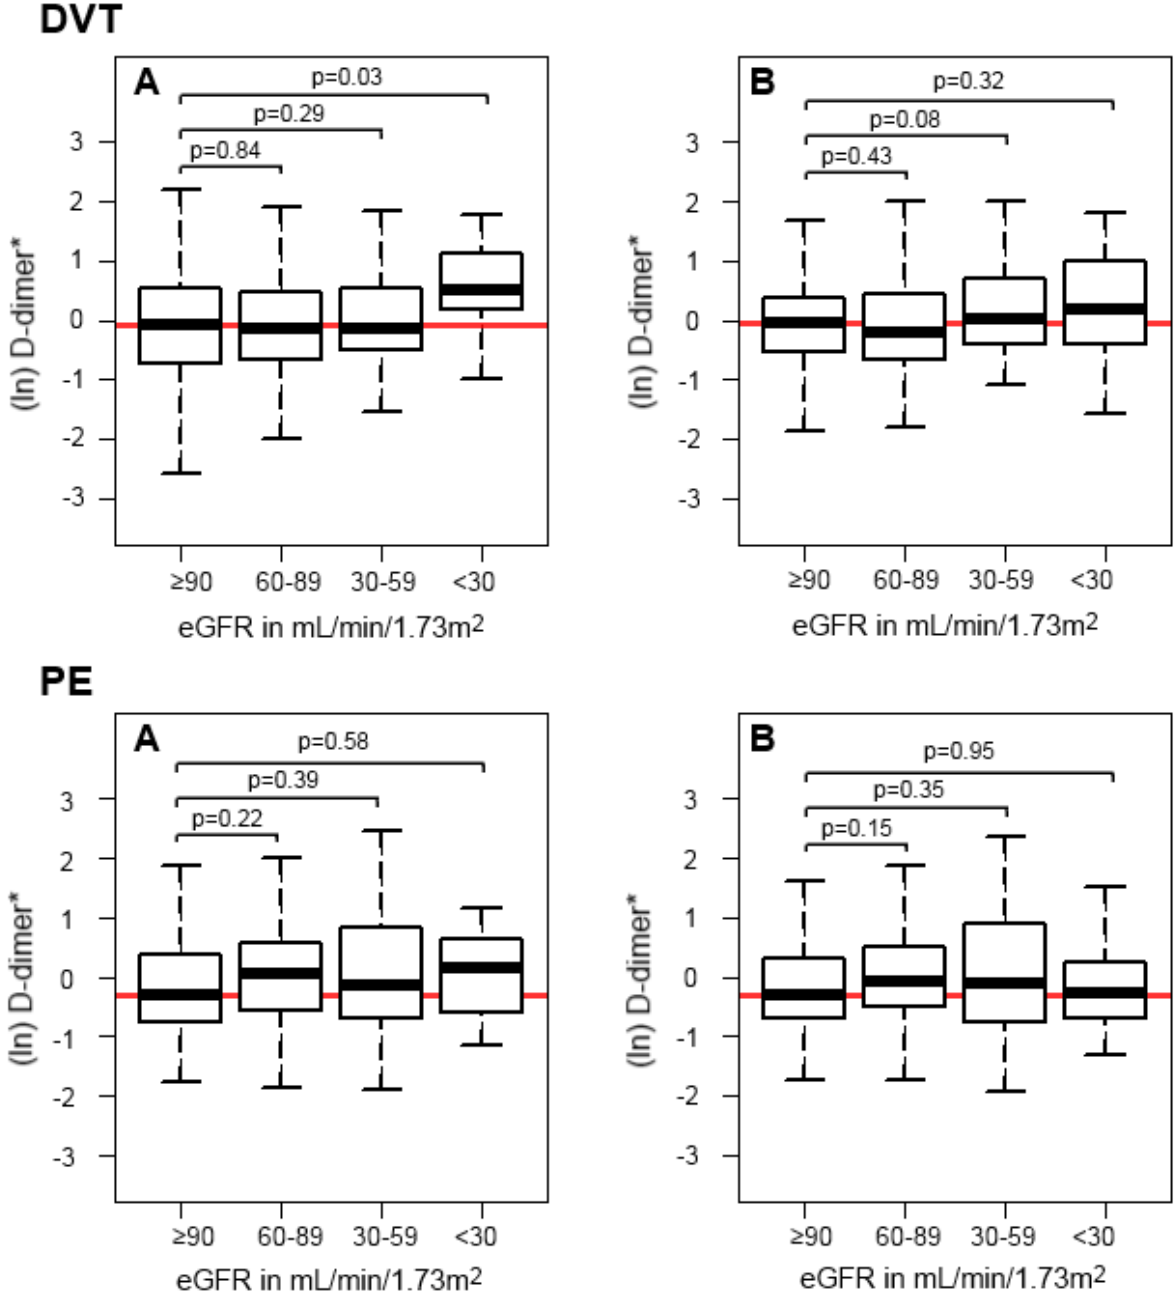 DVT
A
p=0.03
p=0.29
p=0.84
3
2
1
0
-1
-2
-3
(ln) D-dimer*
≥90 60-89 30-59 <30
eGFR in mL/min/1.73m²
B
p=0.32
p=0.08
p=0.43
3
2
1
0
-1
-2
-3
(ln) D-dimer*
≥90 60-89 30-59 <30
eGFR in mL/min/1.73m²
PE
A
p=0.58
p=0.39
p=0.22
3
2
1
0
-1
-2
-3
(ln) D-dimer*
≥90 60-89 30-59 <30
eGFR in mL/min/1.73m²
B
p=0.95
p=0.35
p=0.15
3
2
1
0
-1
-2
-3
(ln) D-dimer*
≥90 60-89 30-59 <30
eGFR in mL/min/1.73m²